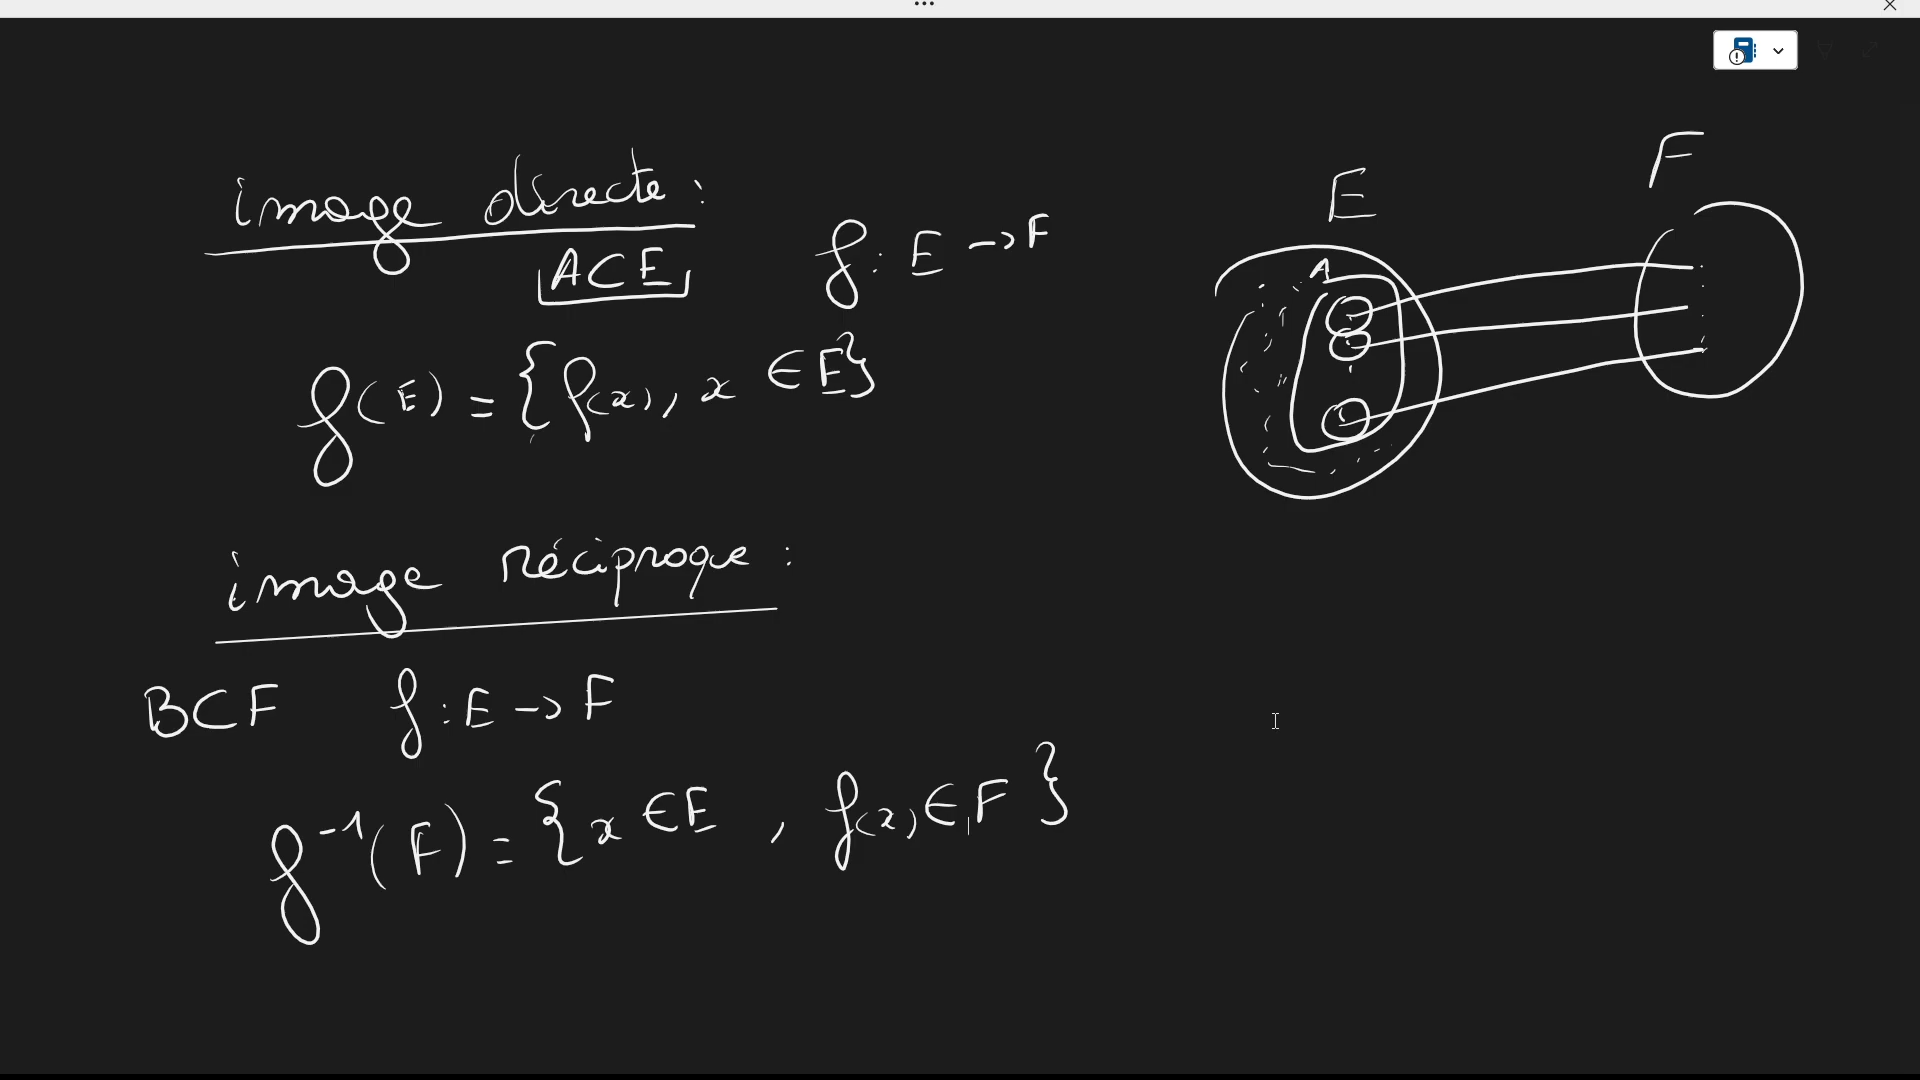 image directe :
A⊂E
f : E → F
f(E) = {f(x), x ∈ E}
E
F
A
image réciproque :
B⊂F f : E → F
f⁻¹(F) = {x ∈ E , f(x) ∈ F}